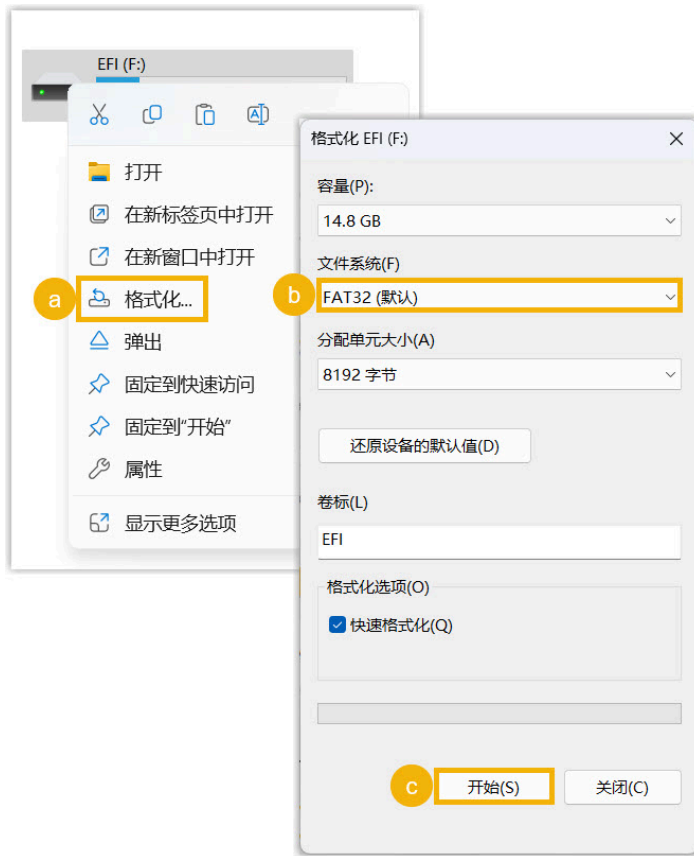 EFI (F:)
打开
在新标签页中打开
在新窗口中打开
a
格式化...
弹出
固定到快速访问
固定到"开始"
属性
显示更多选项
格式化 EFI (F:)
容量(P):
14.8 GB
文件系统(F)
b
FAT32 (默认)
分配单元大小(A)
8192 字节
还原设备的默认值(D)
卷标(L)
EFI
格式化选项(O)
快速格式化(Q)
c
开始(S)
关闭(C)